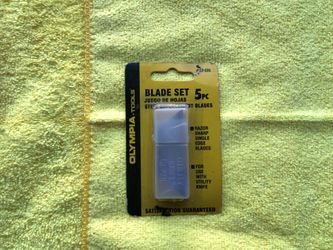 OLYMPIA TOOLS
BLADE SET 5PC
JUEGO DE HOJAS
BLADES
RAZOR
SHARP
SINGLE
EDGE
BLADES
FOR
USE
WITH
UTILITY
KNIFE
SATISFACTION GUARANTEED